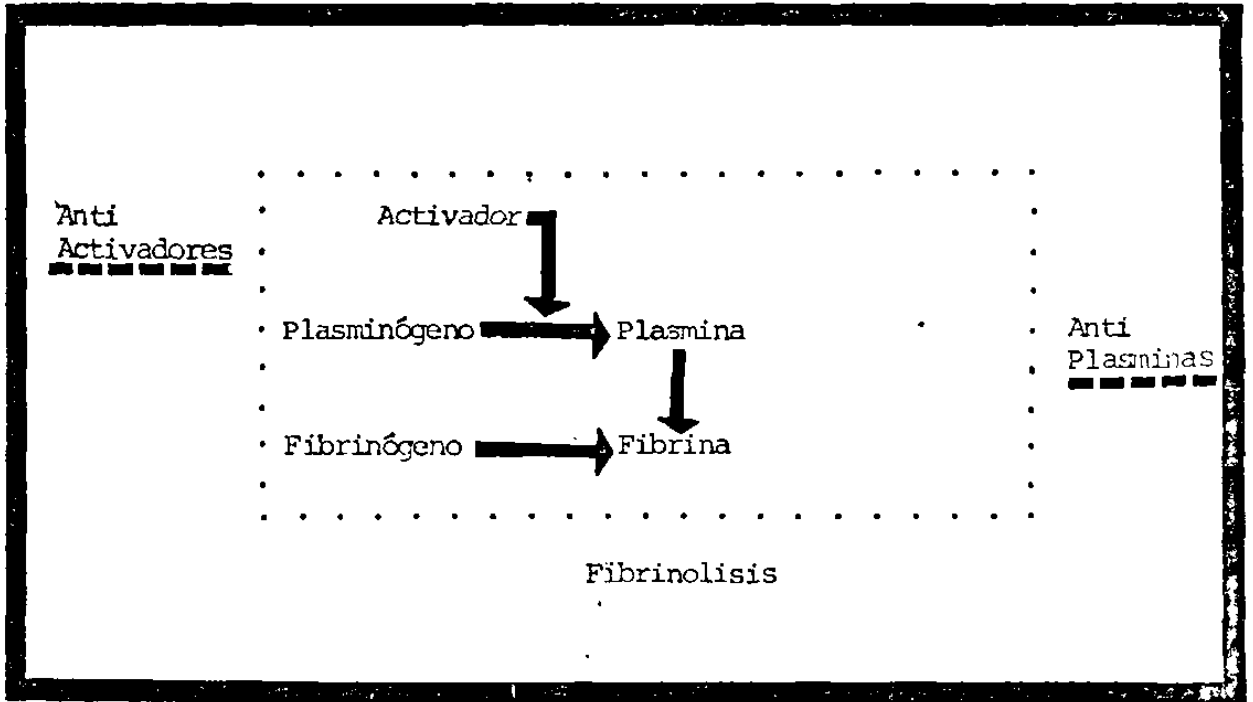 Anti
Activadores
Activador
Plasminógeno
Plasmina
Anti
Plasminas
Fibrinógeno
Fibrina
Fibrinolisis